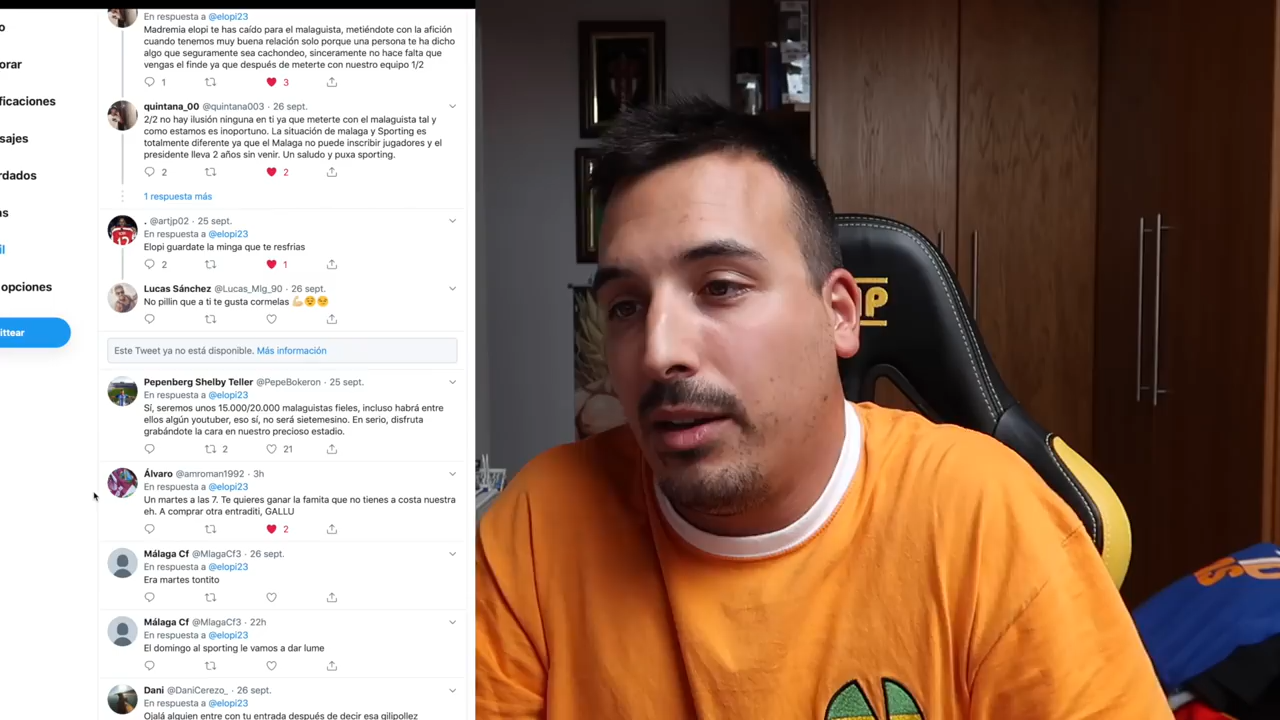 o
orar
ficaciones
sajes
rdados
as
il
opciones
ittear
En respuesta a @elopi23
Madremia elopi te has caído para el malaguista, metiéndote con la afición
cuando tenemos muy buena relación solo porque una persona te ha dicho
algo que seguramente sea cachondeo, sinceramente no hace falta que
vengas el finde ya que después de meterte con nuestro equipo 1/2
1 3
quintana_00 @quintana003 · 26 sept.
2/2 no hay ilusión ninguna en ti ya que meterte con el malaguista tal y
como estamos es inoportuno. La situación de malaga y Sporting es
totalmente diferente ya que el Malaga no puede inscribir jugadores y el
presidente lleva 2 años sin venir. Un saludo y puxa sporting.
2 2
1 respuesta más
. @artjp02 · 25 sept.
En respuesta a @elopi23
Elopi guardate la minga que te resfrias
2 1
Lucas Sánchez @Lucas_Mlg_90 · 26 sept.
No pillin que a ti te gusta cormelas 💪🏼😌😏
Este Tweet ya no está disponible. Más información
Pepenberg Shelby Teller @PepeBokeron · 25 sept.
En respuesta a @elopi23
Sí, seremos unos 15.000/20.000 malaguistas fieles, incluso habrá entre
ellos algún youtuber, eso sí, no será sietemesino. En serio, disfruta
grabándote la cara en nuestro precioso estadio.
2 21
Álvaro @amroman1992 · 3h
En respuesta a @elopi23
Un martes a las 7. Te quieres ganar la famita que no tienes a costa nuestra
eh. A comprar otra entraditi, GALLU
2
Málaga Cf @MlagaCf3 · 26 sept.
En respuesta a @elopi23
Era martes tontito
Málaga Cf @MlagaCf3 · 22h
En respuesta a @elopi23
El domingo al sporting le vamos a dar lume
Dani @DaniCerezo_ · 26 sept.
En respuesta a @elopi23
Ojalá alguien entre con tu entrada después de decir esa gilipollez